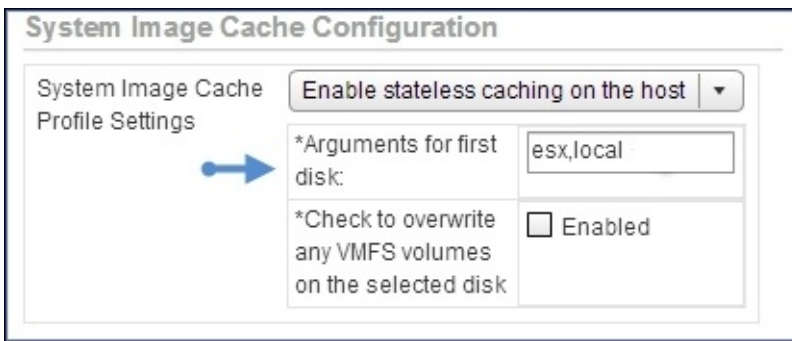 System Image Cache Configuration
System Image Cache
Profile Settings
Enable stateless caching on the host
*Arguments for first
disk:
esx,local
*Check to overwrite
any VMFS volumes
on the selected disk
Enabled